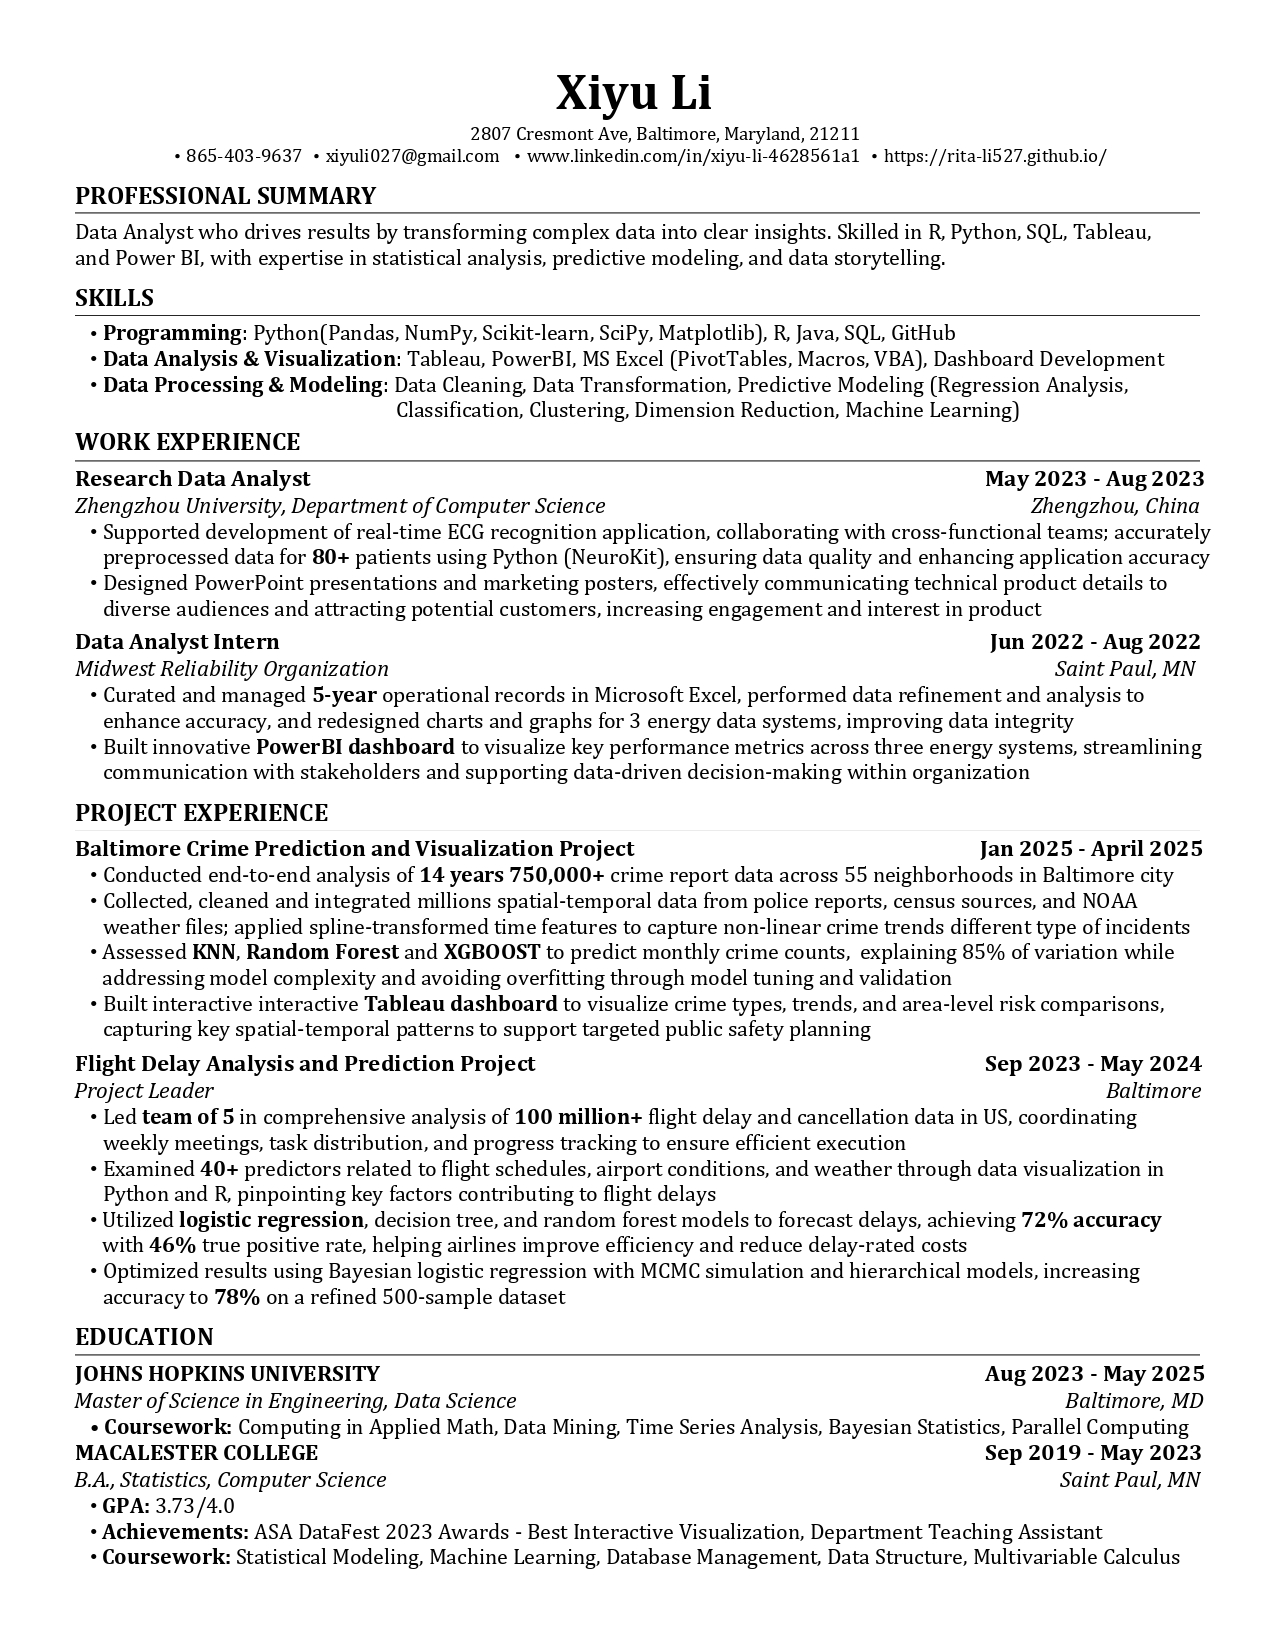 Xiyu Li
2807 Cresmont Ave, Baltimore, Maryland, 21211
• 865-403-9637 • xiyuli027@gmail.com • www.linkedin.com/in/xiyu-li-4628561a1 • https://rita-li527.github.io/
PROFESSIONAL SUMMARY
Data Analyst who drives results by transforming complex data into clear insights. Skilled in R, Python, SQL, Tableau,
and Power BI, with expertise in statistical analysis, predictive modeling, and data storytelling.
SKILLS
• Programming: Python(Pandas, NumPy, Scikit-learn, SciPy, Matplotlib), R, Java, SQL, GitHub
• Data Analysis & Visualization: Tableau, PowerBI, MS Excel (PivotTables, Macros, VBA), Dashboard Development
• Data Processing & Modeling: Data Cleaning, Data Transformation, Predictive Modeling (Regression Analysis,
Classification, Clustering, Dimension Reduction, Machine Learning)
WORK EXPERIENCE
Research Data Analyst May 2023 - Aug 2023
Zhengzhou University, Department of Computer Science Zhengzhou, China
• Supported development of real-time ECG recognition application, collaborating with cross-functional teams; accurately
preprocessed data for 80+ patients using Python (NeuroKit), ensuring data quality and enhancing application accuracy
• Designed PowerPoint presentations and marketing posters, effectively communicating technical product details to
diverse audiences and attracting potential customers, increasing engagement and interest in product
Data Analyst Intern Jun 2022 - Aug 2022
Midwest Reliability Organization Saint Paul, MN
• Curated and managed 5-year operational records in Microsoft Excel, performed data refinement and analysis to
enhance accuracy, and redesigned charts and graphs for 3 energy data systems, improving data integrity
• Built innovative PowerBI dashboard to visualize key performance metrics across three energy systems, streamlining
communication with stakeholders and supporting data-driven decision-making within organization
PROJECT EXPERIENCE
Baltimore Crime Prediction and Visualization Project Jan 2025 - April 2025
• Conducted end-to-end analysis of 14 years 750,000+ crime report data across 55 neighborhoods in Baltimore city
• Collected, cleaned and integrated millions spatial-temporal data from police reports, census sources, and NOAA
weather files; applied spline-transformed time features to capture non-linear crime trends different type of incidents
• Assessed KNN, Random Forest and XGBOOST to predict monthly crime counts, explaining 85% of variation while
addressing model complexity and avoiding overfitting through model tuning and validation
• Built interactive interactive Tableau dashboard to visualize crime types, trends, and area-level risk comparisons,
capturing key spatial-temporal patterns to support targeted public safety planning
Flight Delay Analysis and Prediction Project Sep 2023 - May 2024
Project Leader Baltimore
• Led team of 5 in comprehensive analysis of 100 million+ flight delay and cancellation data in US, coordinating
weekly meetings, task distribution, and progress tracking to ensure efficient execution
• Examined 40+ predictors related to flight schedules, airport conditions, and weather through data visualization in
Python and R, pinpointing key factors contributing to flight delays
• Utilized logistic regression, decision tree, and random forest models to forecast delays, achieving 72% accuracy
with 46% true positive rate, helping airlines improve efficiency and reduce delay-rated costs
• Optimized results using Bayesian logistic regression with MCMC simulation and hierarchical models, increasing
accuracy to 78% on a refined 500-sample dataset
EDUCATION
JOHNS HOPKINS UNIVERSITY Aug 2023 - May 2025
Master of Science in Engineering, Data Science Baltimore, MD
• Coursework: Computing in Applied Math, Data Mining, Time Series Analysis, Bayesian Statistics, Parallel Computing
MACALESTER COLLEGE Sep 2019 - May 2023
B.A., Statistics, Computer Science Saint Paul, MN
• GPA: 3.73/4.0
• Achievements: ASA DataFest 2023 Awards - Best Interactive Visualization, Department Teaching Assistant
• Coursework: Statistical Modeling, Machine Learning, Database Management, Data Structure, Multivariable Calculus